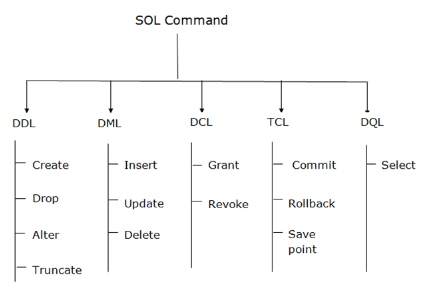 SOL Command
DDL DML DCL TCL DQL
Create Insert Grant Commit Select
Drop Update Revoke Rollback
Alter Delete Save
point
Truncate